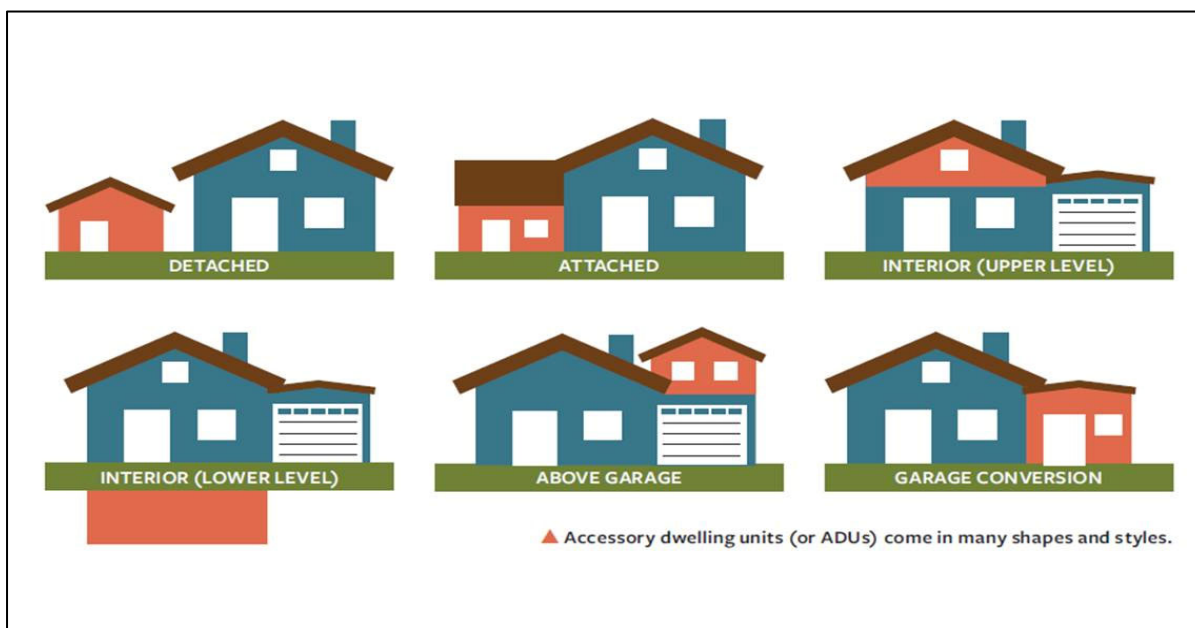 DETACHED
ATTACHED
INTERIOR (UPPER LEVEL)
INTERIOR (LOWER LEVEL)
ABOVE GARAGE
GARAGE CONVERSION
▲ Accessory dwelling units (or ADUs) come in many shapes and styles.